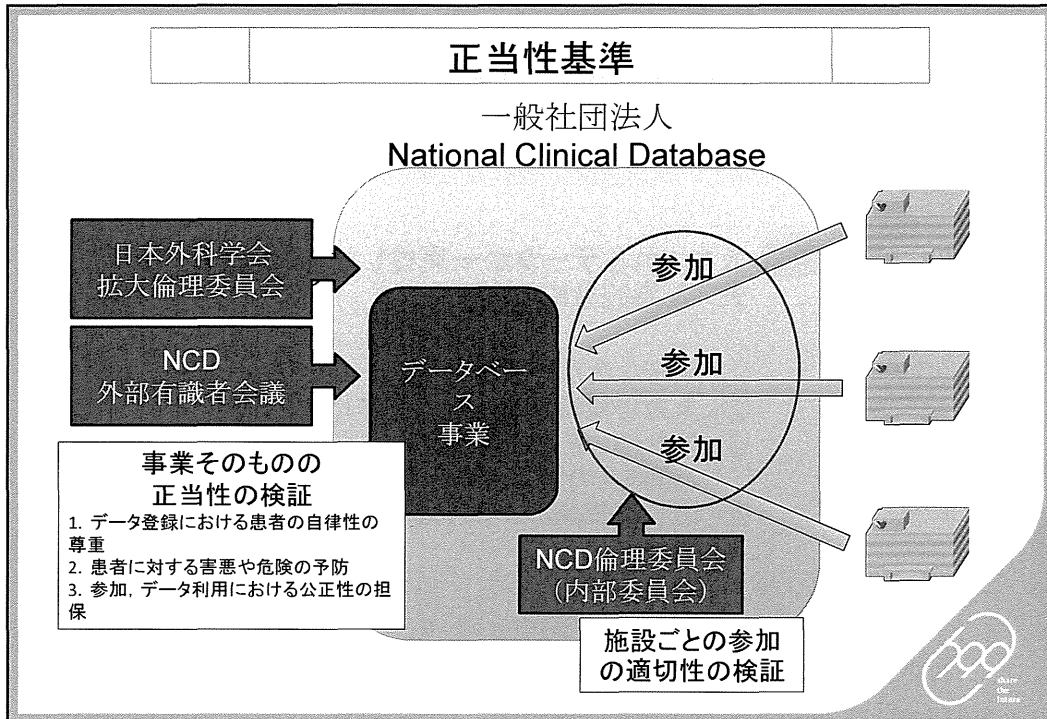 正当性基準
一般社団法人
National Clinical Database
日本外科学会
拡大倫理委員会
NCD
外部有識者会議
データベー
ス
事業
参加
参加
参加
事業そのものの
正当性の検証
1. データ登録における患者の自律性の
尊重
2. 患者に対する害悪や危険の予防
3. 参加, データ利用における公正性の担
保
NCD倫理委員会
(内部委員会)
施設ごとの参加
の適切性の検証
share
the
future